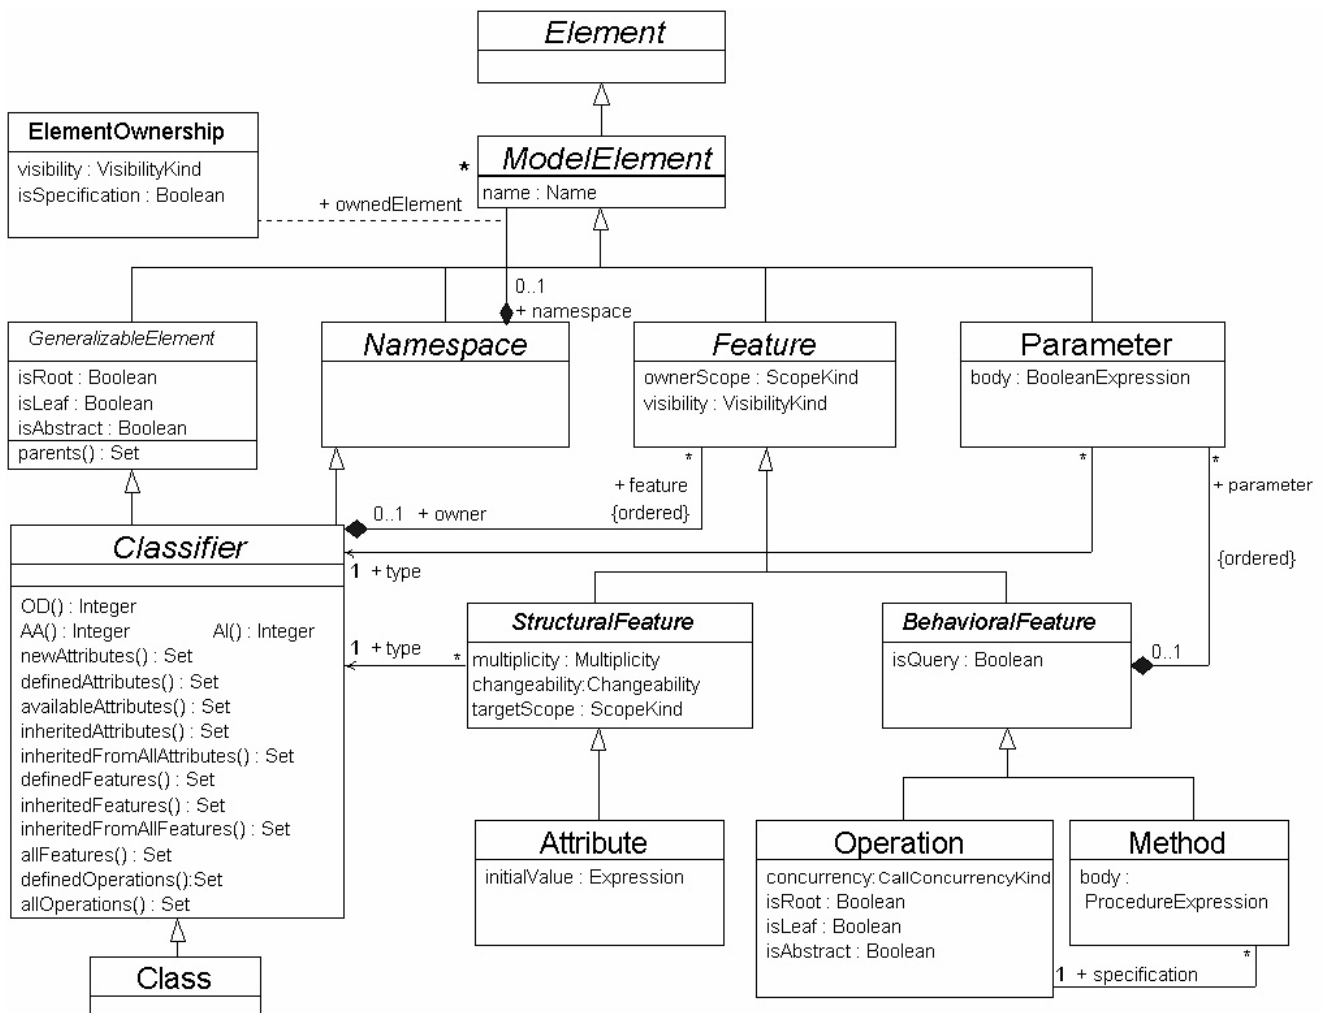 Element
ElementOwnership
visibility : VisibilityKind
isSpecification : Boolean
*
ModelElement
name : Name
+ ownedElement
0..1
+ namespace
GeneralizableElement
isRoot : Boolean
isLeaf : Boolean
isAbstract : Boolean
parents() : Set
Namespace
Feature
ownerScope : ScopeKind
visibility : VisibilityKind
Parameter
body : BooleanExpression
*
+ feature
{ordered}
0..1 + owner
*
*
+ parameter
{ordered}
Classifier
1 + type
OD() : Integer
AA() : Integer AI() : Integer
newAttributes() : Set
definedAttributes() : Set
availableAttributes() : Set
inheritedAttributes() : Set
inheritedFromAllAttributes() : Set
definedFeatures() : Set
inheritedFeatures() : Set
inheritedFromAllFeatures() : Set
allFeatures() : Set
definedOperations():Set
allOperations() : Set
1 + type
*
StructuralFeature
multiplicity : Multiplicity
changeability:Changeability
targetScope : ScopeKind
BehavioralFeature
isQuery : Boolean
0..1
Attribute
initialValue : Expression
Operation
concurrency:CallConcurrencyKind
isRoot : Boolean
isLeaf : Boolean
isAbstract : Boolean
Method
body :
ProcedureExpression
*
1 + specification
Class